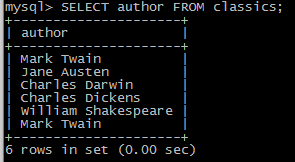 mysql> SELECT author FROM classics;
+---------------------+
| author              |
+---------------------+
| Mark Twain          |
| Jane Austen         |
| Charles Darwin      |
| Charles Dickens     |
| William Shakespeare |
| Mark Twain          |
+---------------------+
6 rows in set (0.00 sec)